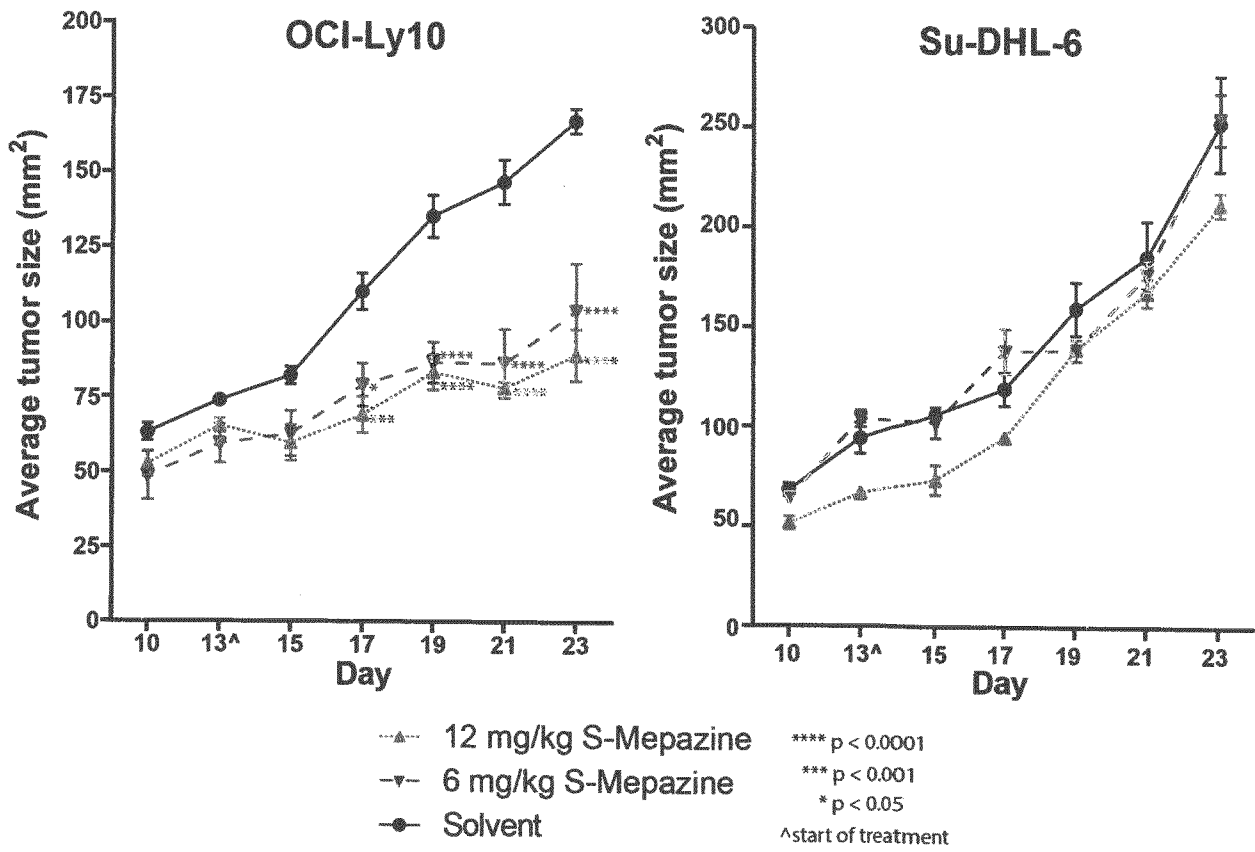 OCI-Ly10
Average tumor size (mm²)
200
175
150
125
100
75
50
25
0
* **** **** ****
*** **** **** ****
10 13^ 15 17 19 21 23
Day
Su-DHL-6
Average tumor size (mm²)
300
250
200
150
100
50
0
10 13^ 15 17 19 21 23
Day
12 mg/kg S-Mepazine
6 mg/kg S-Mepazine
Solvent
**** p < 0.0001
*** p < 0.001
* p < 0.05
^start of treatment